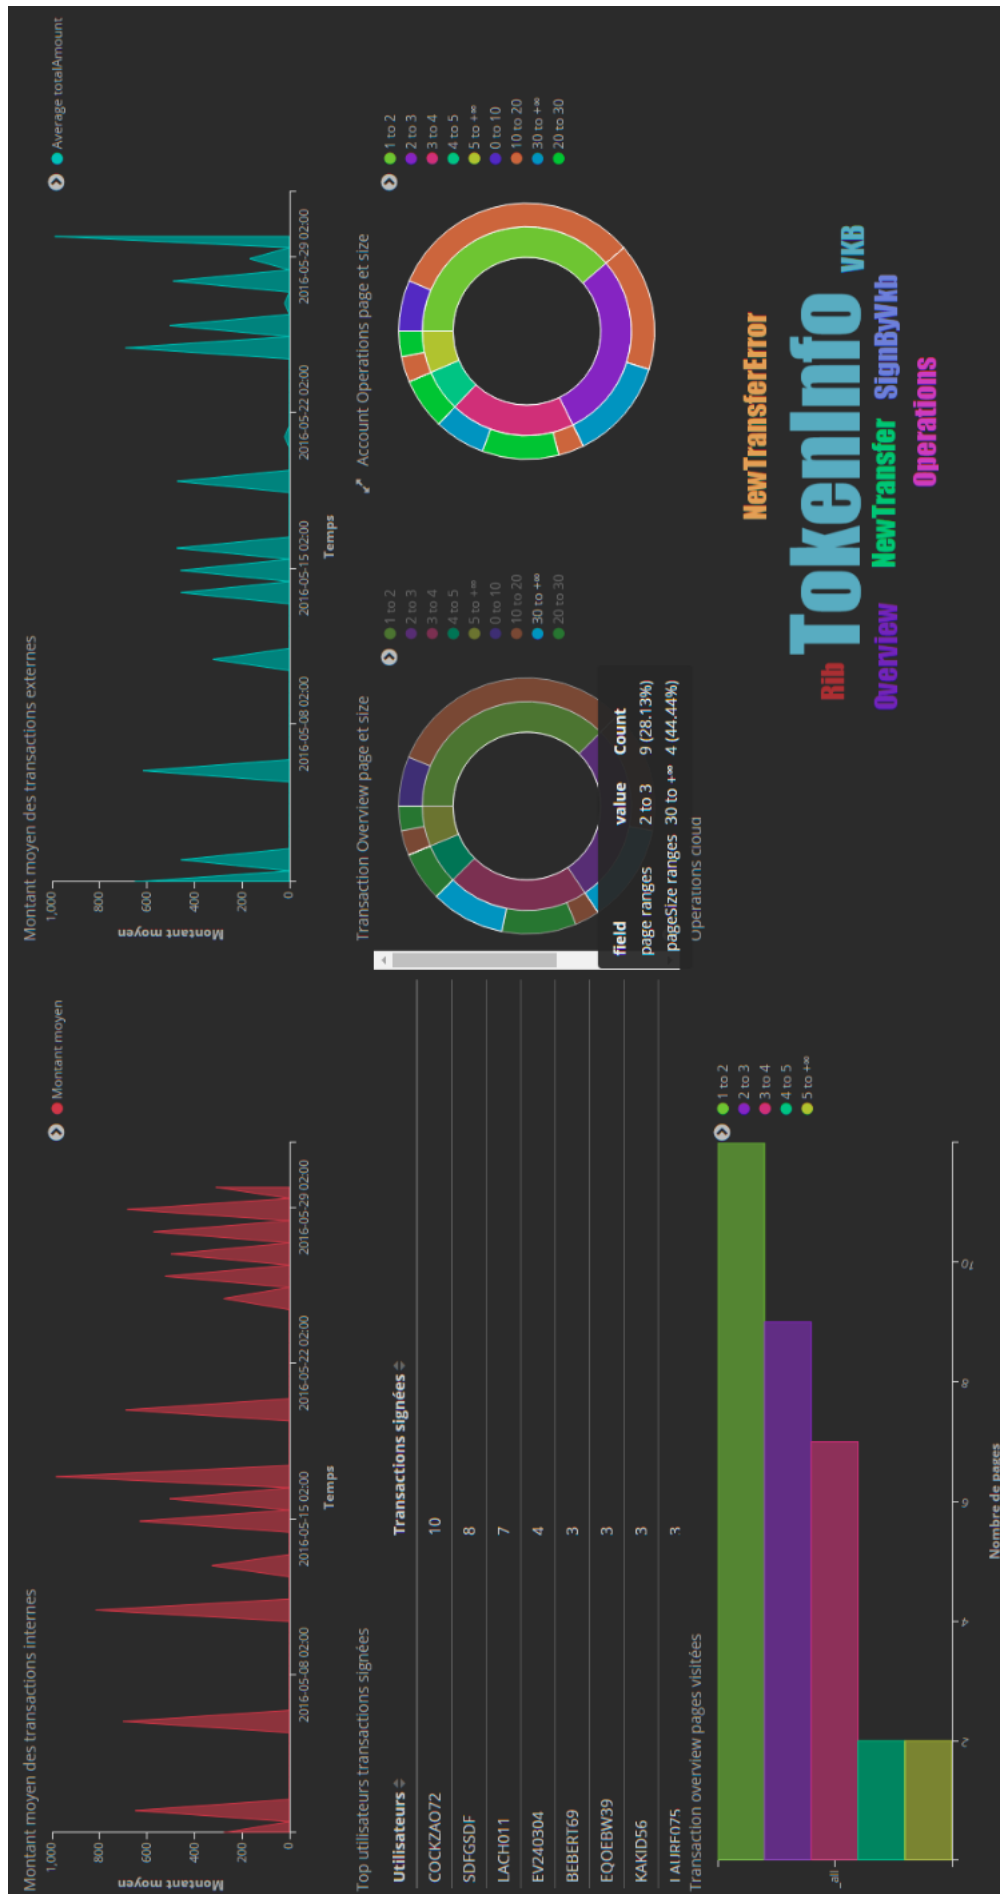 Montant moyen des transactions internes
Montant moyen
1,000
800
600
400
200
0
Montant moyen
2016-05-08 02:00
2016-05-15 02:00
2016-05-22 02:00
2016-05-29 02:00
Temps
Montant moyen des transactions externes
Average totalAmount
1,000
800
600
400
200
0
Montant moyen
2016-05-08 02:00
2016-05-15 02:00
2016-05-22 02:00
2016-05-29 02:00
Temps
Top utilisateurs transactions signées
Utilisateurs Transactions signées
COCKZAO72 10
SDFGSDF 8
LACH011 7
EV240304 4
BEBERT69 3
EQOEBW39 3
KAKID56 3
LAURE075 3
Transaction Overview page et size
1 to 2
2 to 3
3 to 4
4 to 5
5 to +∞
0 to 10
10 to 20
30 to +∞
20 to 30
field value Count
page ranges 2 to 3 9 (28.13%)
pageSize ranges 30 to +∞ 4 (44.44%)
Account Operations page et size
1 to 2
2 to 3
3 to 4
4 to 5
5 to +∞
0 to 10
10 to 20
30 to +∞
20 to 30
Transaction overview pages visitées
1 to 2
2 to 3
3 to 4
4 to 5
5 to +∞
_all
2
4
6
8
10
Nombre de pages
Operations cloud
NewTransferError
TokenInfo
VKB
Rib
Overview
NewTransfer
SignByVkb
Operations